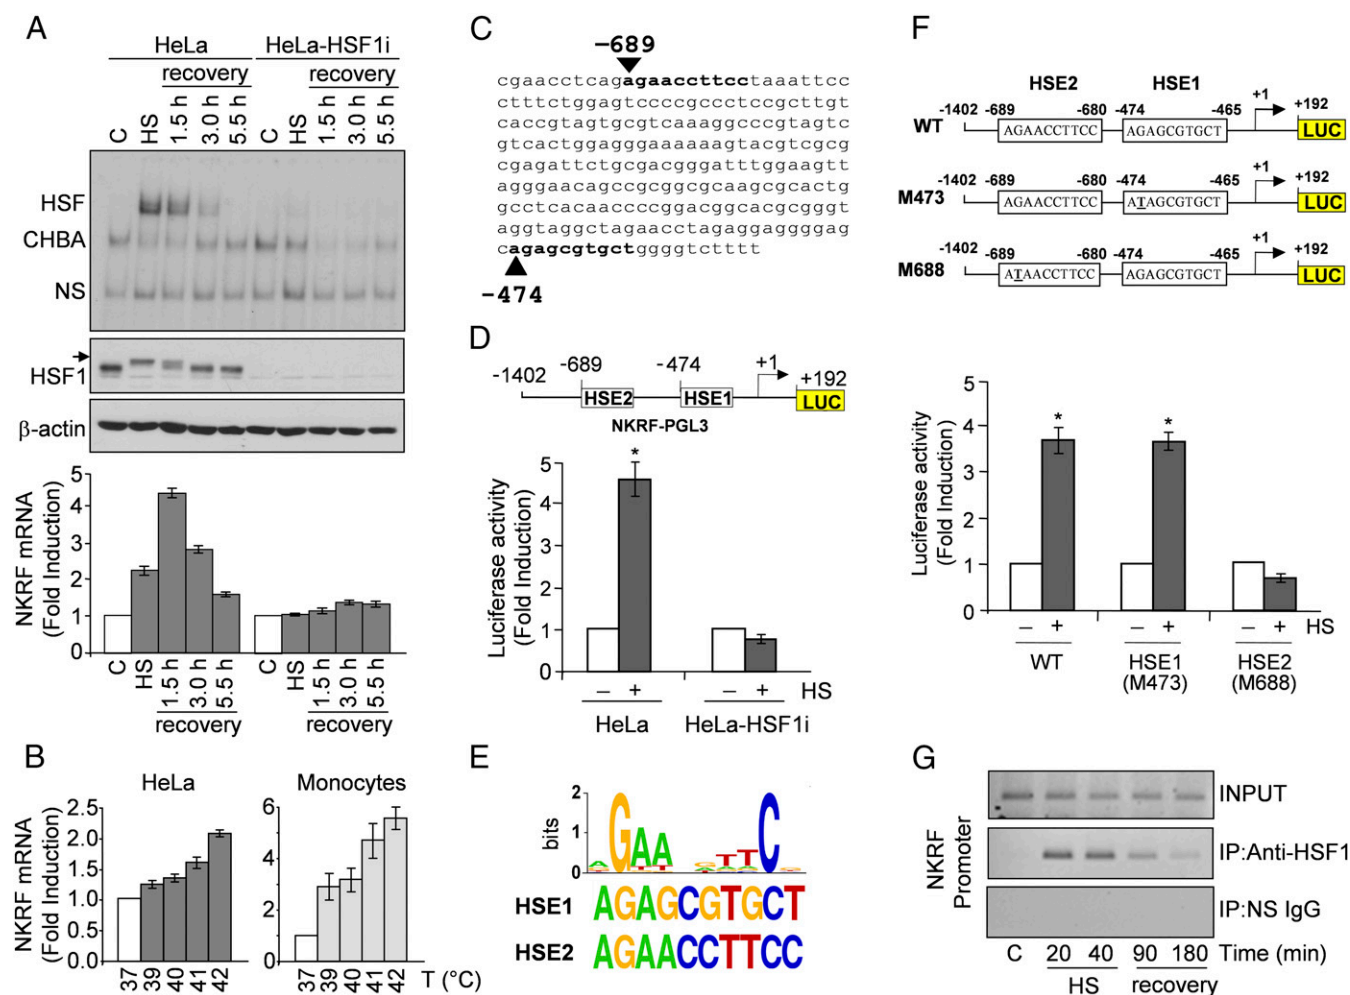 A
HeLa HeLa-HSF1i
recovery recovery
C HS 1.5 h 3.0 h 5.5 h C HS 1.5 h 3.0 h 5.5 h
HSF
CHBA
NS
HSF1
β-actin
NKRF mRNA
(Fold Induction)
5
4
3
2
1
0
C HS 1.5 h 3.0 h 5.5 h C HS 1.5 h 3.0 h 5.5 h
recovery recovery
B
HeLa
NKRF mRNA
(Fold Induction)
2.5
2.0
1.5
1.0
0.5
0.0
37 39 40 41 42
Monocytes
6
4
2
0
37 39 40 41 42 T (°C)
C
-689
cgaacctcagagaaccttcctaaattcc
ctttctggagtccccgccctccgcttgt
caccgtagtgcgtcaaaggccgtagtc
gtcactggagggaaaaaagtacgtcgcg
cgagattctgcgctgggatttggaagtt
agggaacagccgcggcgcaagcgcactg
gcctcacaacccggacggcacgcgggt
aggtaggctagaacctagaggaggggag
cagagcgtgctggggtctttt
-474
D
-1402 -689 -474 +1 +192
HSE2 HSE1 LUC
NKRF-PGL3
Luciferase activity
(Fold Induction)
5
4
3
2
1
0
*
– + – + HS
HeLa HeLa-HSF1i
E
bits
2
1
0
GAA TTC
HSE1 AGAGCGTGCT
HSE2 AGAACCTTCC
F
HSE2 HSE1
WT -1402 -689 -680 -474 -465 +1 +192
AGAACCTTCC AGAGCGTGCT LUC
M473 -1402 -689 -680 -474 -465 +1 +192
AGAACCTTCC ATAGCGTGCT LUC
M688 -1402 -689 -680 -474 -465 +1 +192
ATAACCTTCC AGAGCGTGCT LUC
Luciferase activity
(Fold Induction)
5
4
3
2
1
0
* *
– + – + – + HS
WT HSE1 HSE2
(M473) (M688)
G
NKRF
Promoter
INPUT
IP:Anti-HSF1
IP:NS IgG
C 20 40 90 180 Time (min)
HS recovery